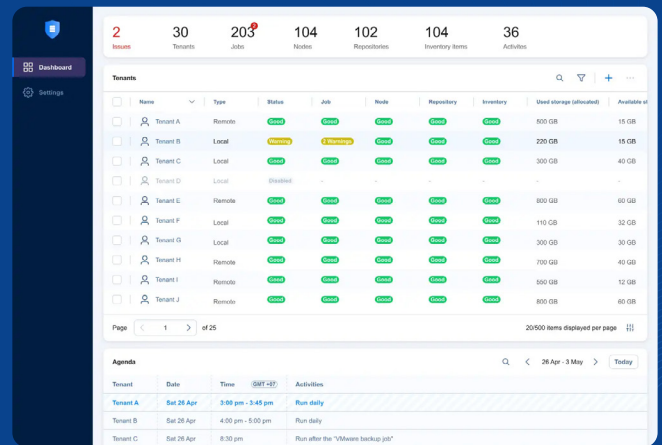 2 30 203 2 104 102 104 36
Issues Tenants Jobs Nodes Repositories Inventory items Activites
Dashboard
Settings
Tenants
Name Type Status Job Node Repository Inventory Used storage (allocated) Available st
Tenant A Remote Good Good Good Good Good 500 GB 15 GB
Tenant B Local Warning 2 Warnings Good Good Good 220 GB 15 GB
Tenant C Local Good Good Good Good Good 300 GB 40 GB
Tenant D Local Disabled - - - - - -
Tenant E Remote Good Good Good Good Good 800 GB 60 GB
Tenant F Local Good Good Good Good Good 110 GB 32 GB
Tenant G Local Good Good Good Good Good 300 GB 30 GB
Tenant H Remote Good Good Good Good Good 700 GB 40 GB
Tenant I Remote Good Good Good Good Good 550 GB 12 GB
Tenant J Remote Good Good Good Good Good 800 GB 60 GB
Page 1 of 25 20/500 items displayed per page
Agenda 26 Apr - 3 May Today
Tenant Date Time GMT +07 Activities
Tenant A Sat 26 Apr 3:00 pm - 3:45 pm Run daily
Tenant B Sat 26 Apr 4:00 pm - 5:00 pm Run daily
Tenant C Sat 26 Apr 6:30 pm Run after the "VMware backup job"